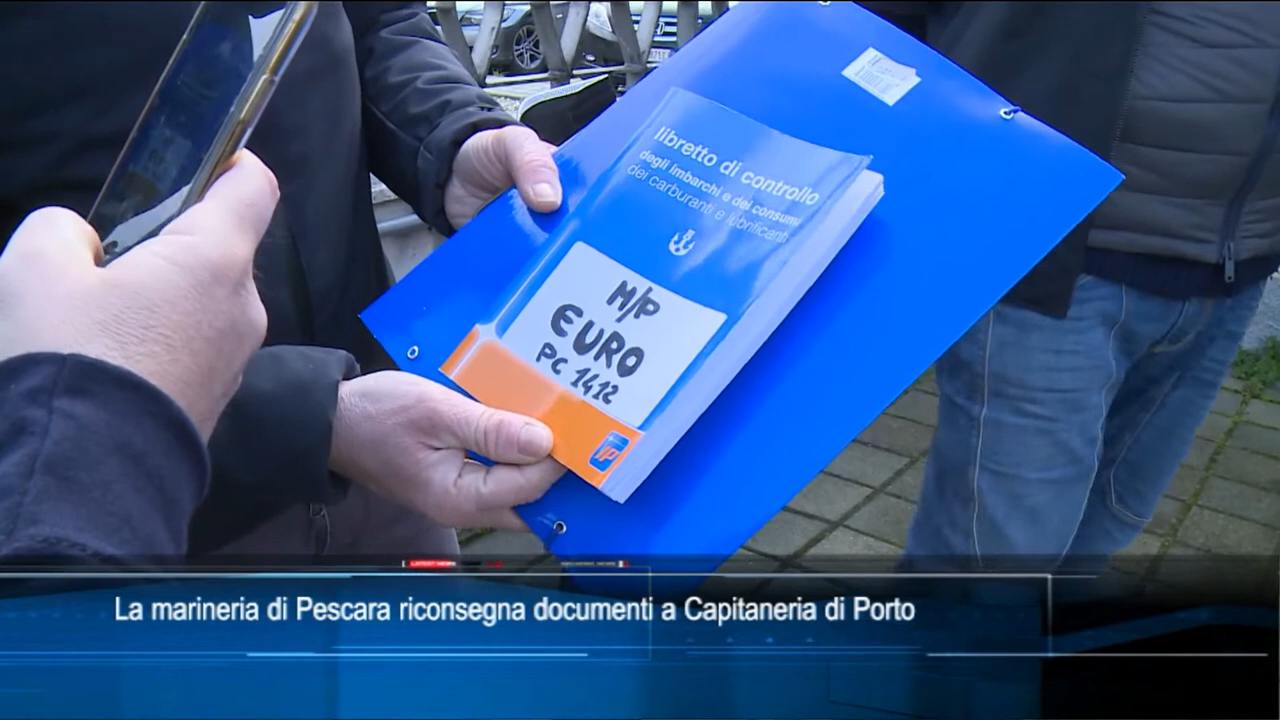 libretto di controllo
degli imbarchi e dei consumi
dei carburanti e lubrificanti
M/P
EURO
PC 1412
IP
La marineria di Pescara riconsegna documenti a Capitaneria di Porto